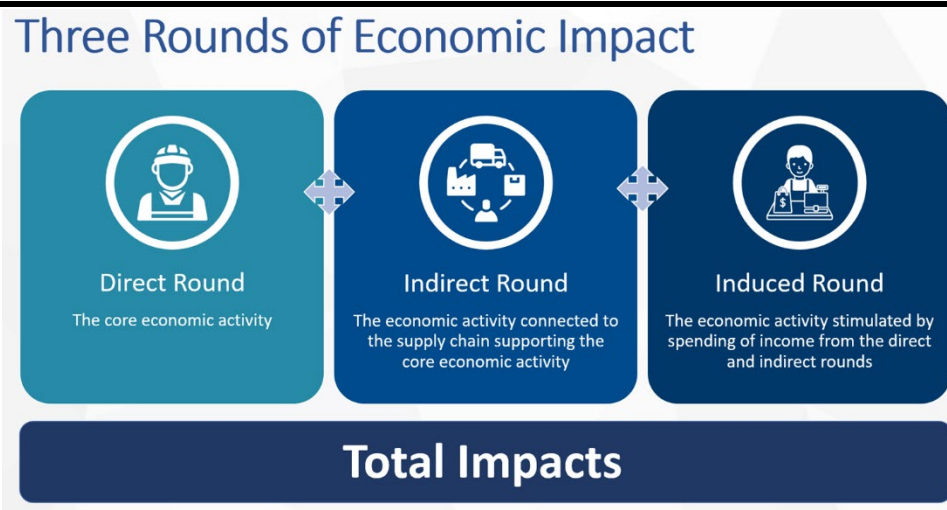 Three Rounds of Economic Impact
Direct Round
The core economic activity
Indirect Round
The economic activity connected to
the supply chain supporting the
core economic activity
$
Induced Round
The economic activity stimulated by
spending of income from the direct
and indirect rounds
Total Impacts